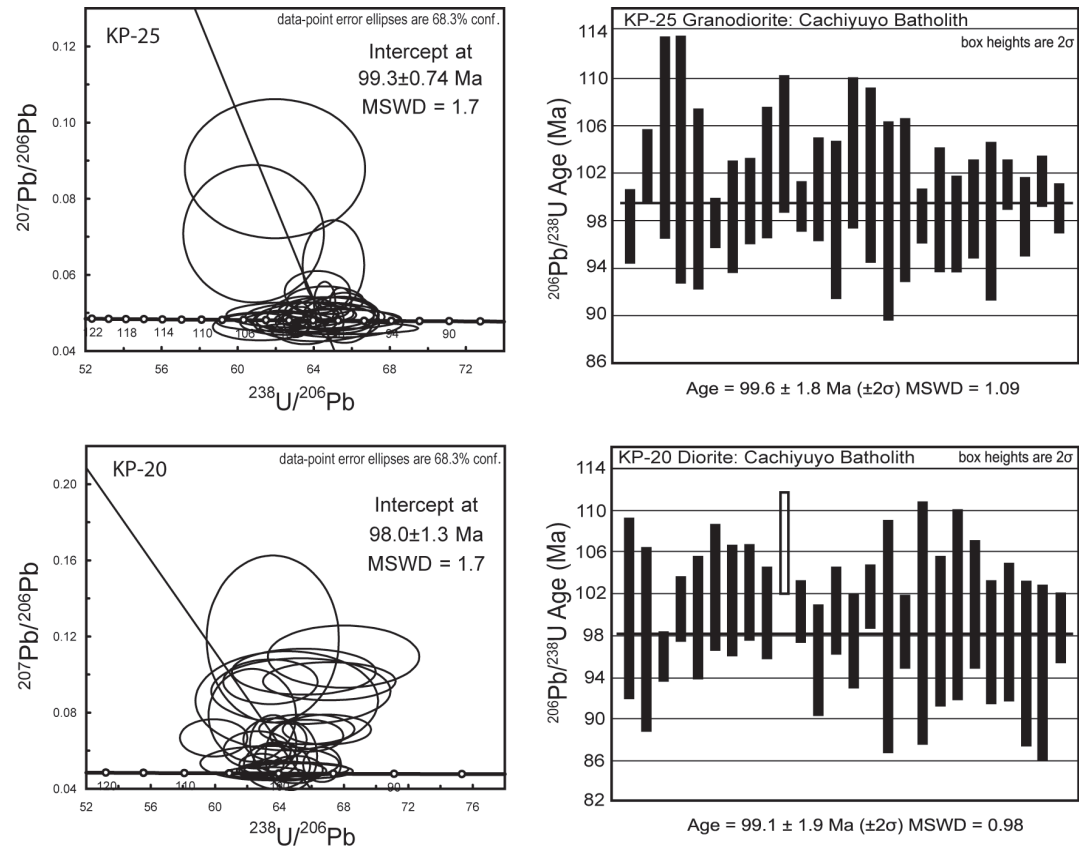 data-point error ellipses are 68.3% conf.
KP-25
Intercept at
99.3±0.74 Ma
MSWD = 1.7
0.12
0.10
0.08
0.06
0.04
207Pb/206Pb
122 118 114 110 106 94 90
52 56 60 64 68 72
238U/206Pb
KP-25 Granodiorite: Cachiyuyo Batholith
box heights are 2σ
114
110
106
102
98
94
90
86
206Pb/238U Age (Ma)
Age = 99.6 ± 1.8 Ma (±2σ) MSWD = 1.09
data-point error ellipses are 68.3% conf.
KP-20
Intercept at
98.0±1.3 Ma
MSWD = 1.7
0.20
0.16
0.12
0.08
0.04
207Pb/206Pb
120 110 90
52 56 60 64 68 72 76
238U/206Pb
KP-20 Diorite: Cachiyuyo Batholith
box heights are 2σ
114
110
106
102
98
94
90
86
82
206Pb/238U Age (Ma)
Age = 99.1 ± 1.9 Ma (±2σ) MSWD = 0.98